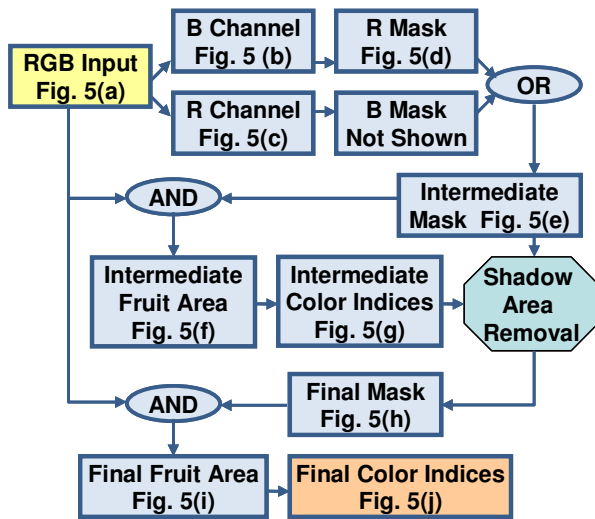 B Channel
Fig. 5 (b)
R Mask
Fig. 5(d)
RGB Input
Fig. 5(a)
OR
R Channel
Fig. 5(c)
B Mask
Not Shown
AND
Intermediate
Mask Fig. 5(e)
Intermediate
Fruit Area
Fig. 5(f)
Intermediate
Color Indices
Fig. 5(g)
Shadow
Area
Removal
AND
Final Mask
Fig. 5(h)
Final Fruit Area
Fig. 5(i)
Final Color Indices
Fig. 5(j)